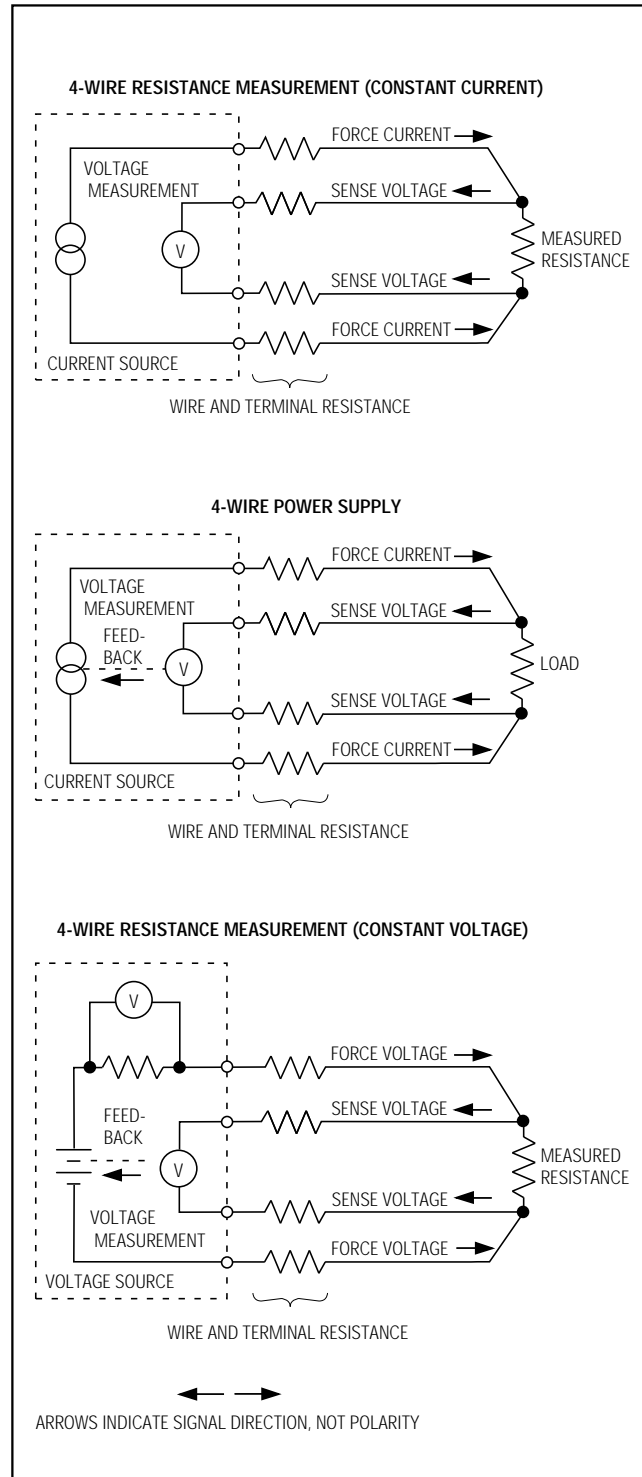 4-WIRE RESISTANCE MEASUREMENT (CONSTANT CURRENT)
FORCE CURRENT
VOLTAGE
MEASUREMENT
SENSE VOLTAGE
V
MEASURED
RESISTANCE
SENSE VOLTAGE
FORCE CURRENT
CURRENT SOURCE
WIRE AND TERMINAL RESISTANCE
4-WIRE POWER SUPPLY
FORCE CURRENT
VOLTAGE
MEASUREMENT
SENSE VOLTAGE
FEED-
BACK
V
LOAD
SENSE VOLTAGE
FORCE CURRENT
CURRENT SOURCE
WIRE AND TERMINAL RESISTANCE
4-WIRE RESISTANCE MEASUREMENT (CONSTANT VOLTAGE)
V
FORCE VOLTAGE
SENSE VOLTAGE
FEED-
BACK
V
MEASURED
RESISTANCE
SENSE VOLTAGE
VOLTAGE
MEASUREMENT
FORCE VOLTAGE
VOLTAGE SOURCE
WIRE AND TERMINAL RESISTANCE
ARROWS INDICATE SIGNAL DIRECTION, NOT POLARITY